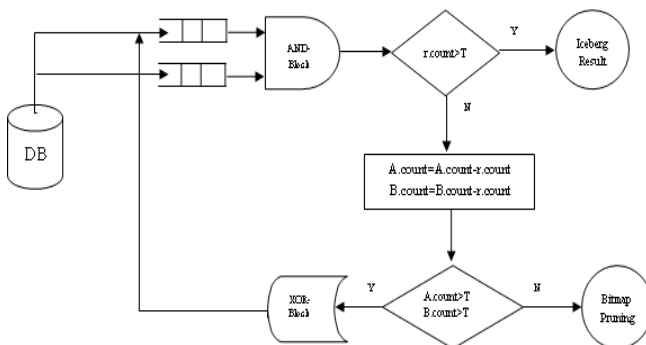 AND-
Block
r.count>T
Y
Iceberg
Result
DB
N
A.count=A.count-r.count
B.count=B.count-r.count
XOR-
Block
Y
A.count>T
B.count>T
N
Bitmap
Pruning